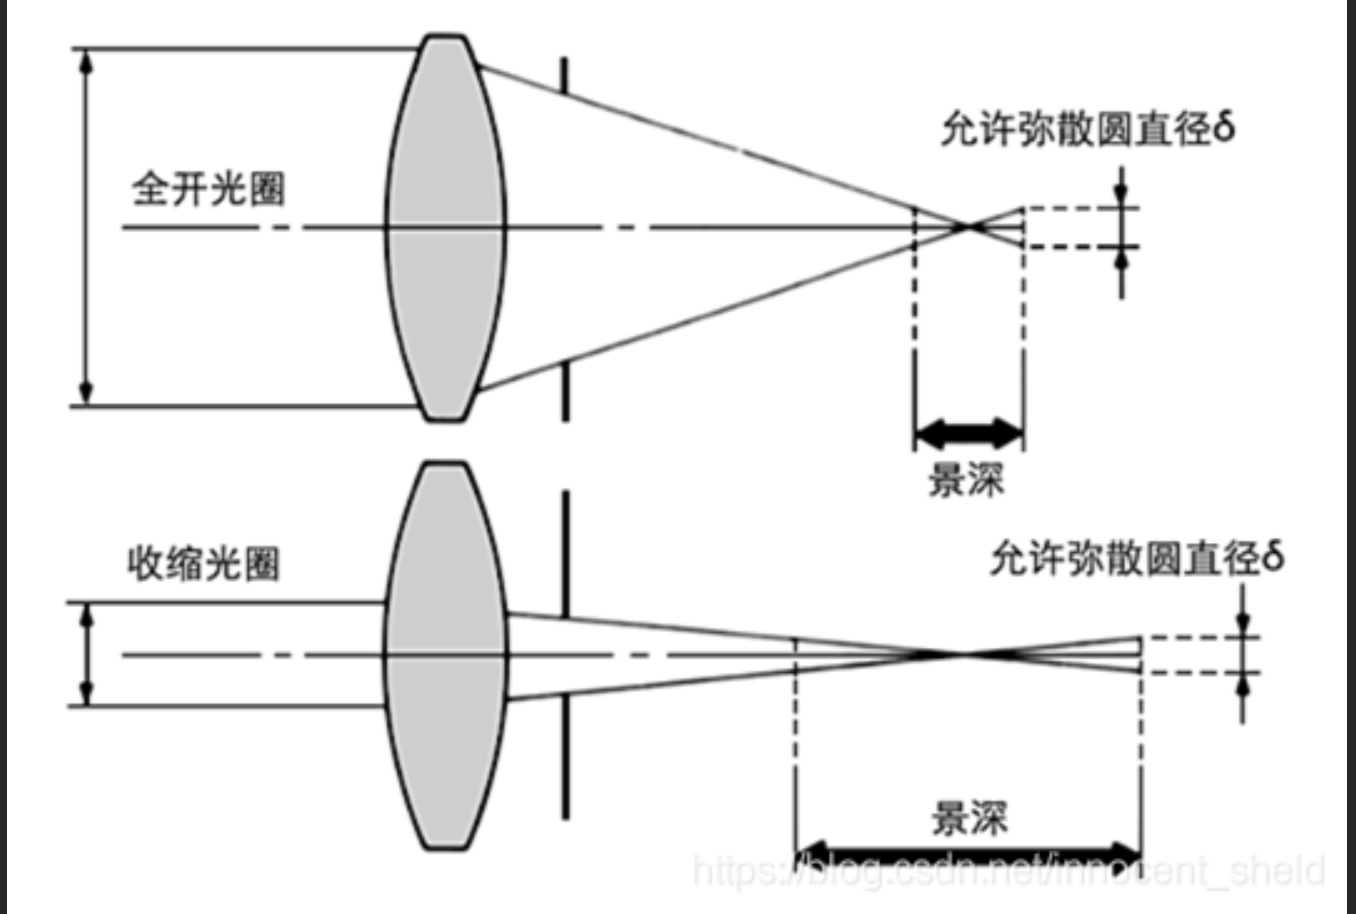 允许弥散圆直径δ
全开光圈
景深
收缩光圈
允许弥散圆直径δ
景深
https://blog.csdn.net/innocent_sheld